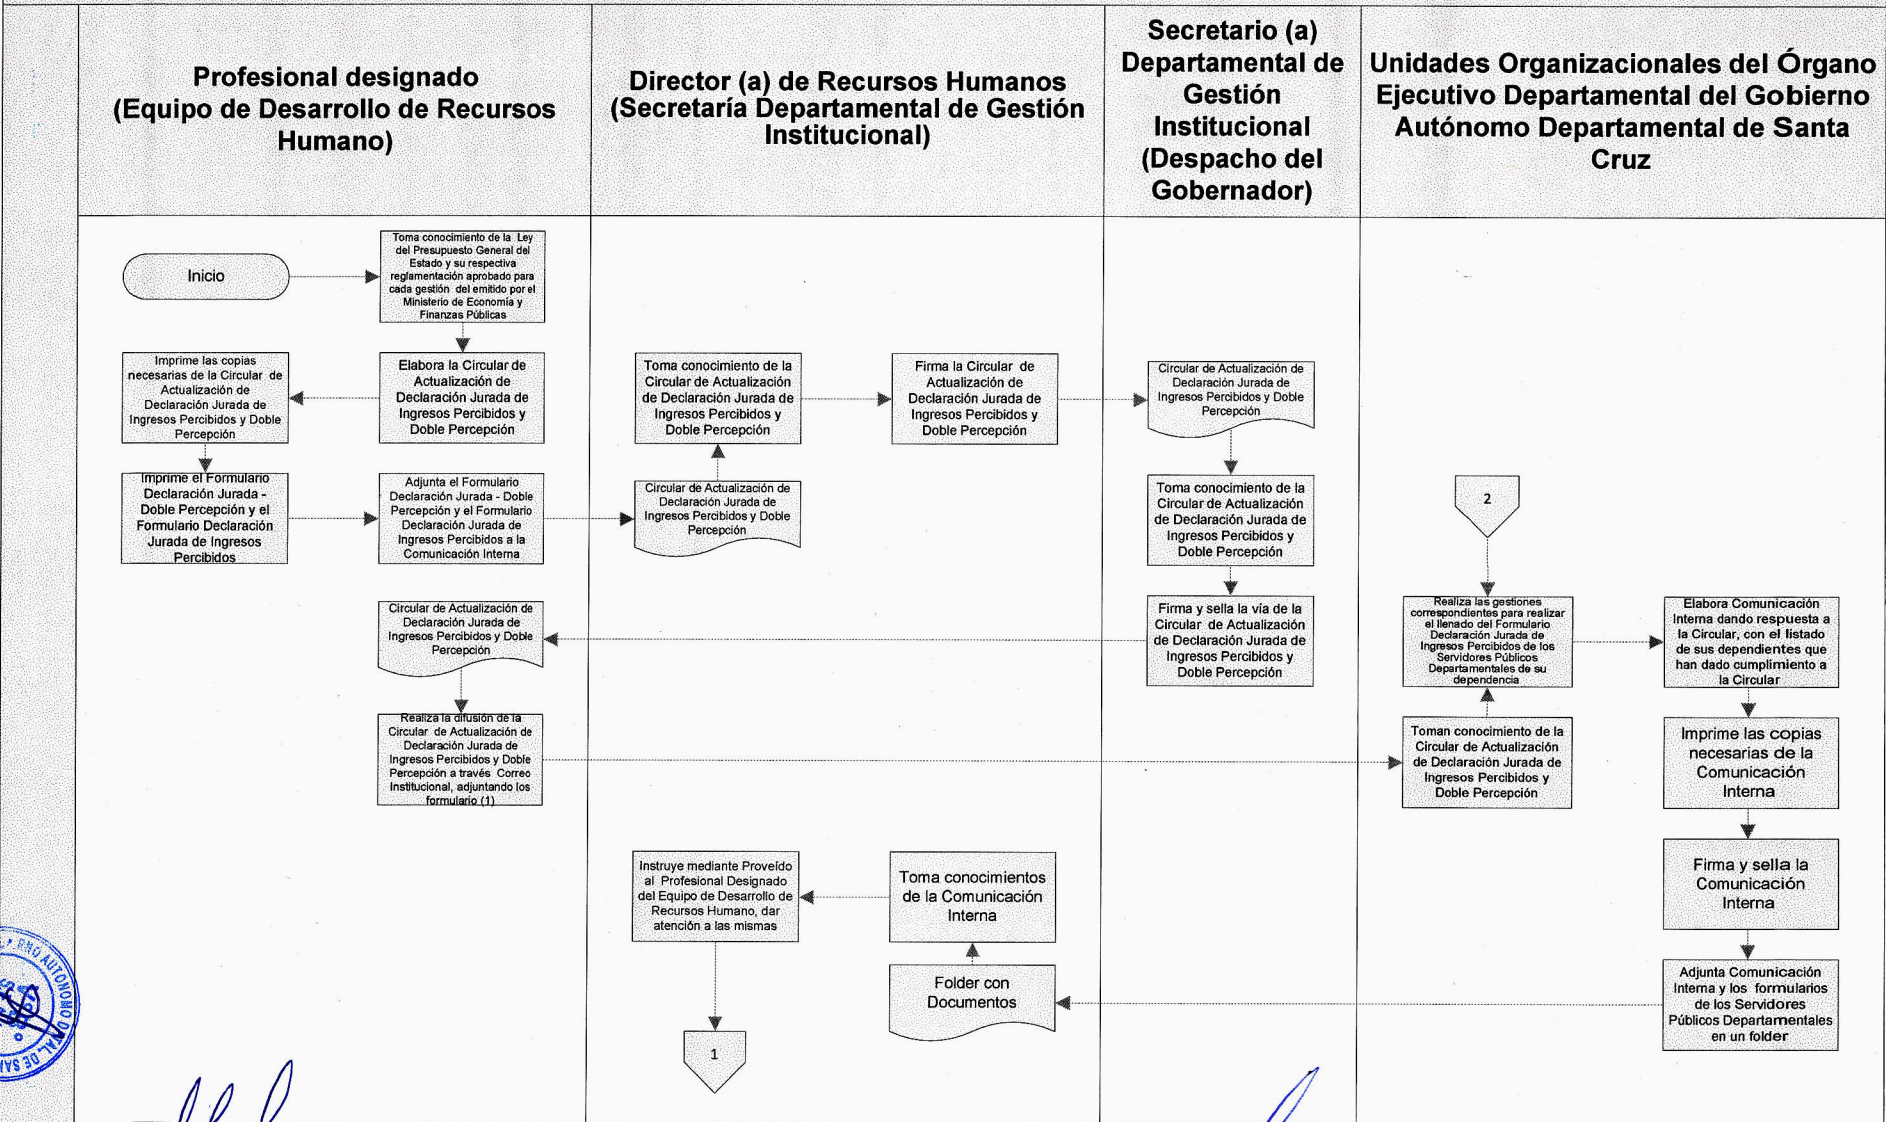 Profesional designado
(Equipo de Desarrollo de Recursos
Humano)
Director (a) de Recursos Humanos
(Secretaría Departamental de Gestión
Institucional)
Secretario (a)
Departamental de
Gestión
Institucional
(Despacho del
Gobernador)
Unidades Organizacionales del Órgano
Ejecutivo Departamental del Gobierno
Autónomo Departamental de Santa
Cruz
Inicio
Toma conocimiento de la Ley
del Presupuesto General del
Estado y su respectiva
reglamentación aprobado para
cada gestión del emitido por el
Ministerio de Economía y
Finanzas Públicas
Elabora la Circular de
Actualización de
Declaración Jurada de
Ingresos Percibidos y
Doble Percepción
Imprime las copias
necesarias de la Circular de
Actualización de
Declaración Jurada de
Ingresos Percibidos y Doble
Percepción
Imprime el Formulario
Declaración Jurada -
Doble Percepción y el
Formulario Declaración
Jurada de Ingresos
Percibidos
Adjunta el Formulario
Declaración Jurada - Doble
Percepción y el Formulario
Declaración Jurada de
Ingresos Percibidos a la
Comunicación Interna
Circular de Actualización de
Declaración Jurada de
Ingresos Percibidos y Doble
Percepción
Toma conocimiento de la
Circular de Actualización
de Declaración Jurada de
Ingresos Percibidos y
Doble Percepción
Firma la Circular de
Actualización de
Declaración Jurada de
Ingresos Percibidos y
Doble Percepción
Circular de Actualización de
Declaración Jurada de
Ingresos Percibidos y Doble
Percepción
Toma conocimiento de la
Circular de Actualización
de Declaración Jurada de
Ingresos Percibidos y
Doble Percepción
Firma y sella la vía de la
Circular de Actualización
de Declaración Jurada de
Ingresos Percibidos y
Doble Percepción
Circular de Actualización de
Declaración Jurada de
Ingresos Percibidos y Doble
Percepción
Realiza la difusión de la
Circular de Actualización de
Declaración Jurada de
Ingresos Percibidos y Doble
Percepción a través Correo
Institucional, adjuntando los
formulario (1)
Toman conocimiento de la
Circular de Actualización
de Declaración Jurada de
Ingresos Percibidos y
Doble Percepción
2
Realiza las gestiones
correspondientes para realizar
el llenado del Formulario
Declaración Jurada de
Ingresos Percibidos de los
Servidores Públicos
Departamentales de su
dependencia
Elabora Comunicación
Interna dando respuesta a
la Circular, con el listado
de sus dependientes que
han dado cumplimiento a
la Circular
Imprime las copias
necesarias de la
Comunicación
Interna
Firma y sella la
Comunicación
Interna
Adjunta Comunicación
Interna y los formularios
de los Servidores
Públicos Departamentales
en un folder
Folder con
Documentos
Toma conocimientos
de la Comunicación
Interna
Instruye mediante Proveído
al Profesional Designado
del Equipo de Desarrollo de
Recursos Humano, dar
atención a las mismas
1